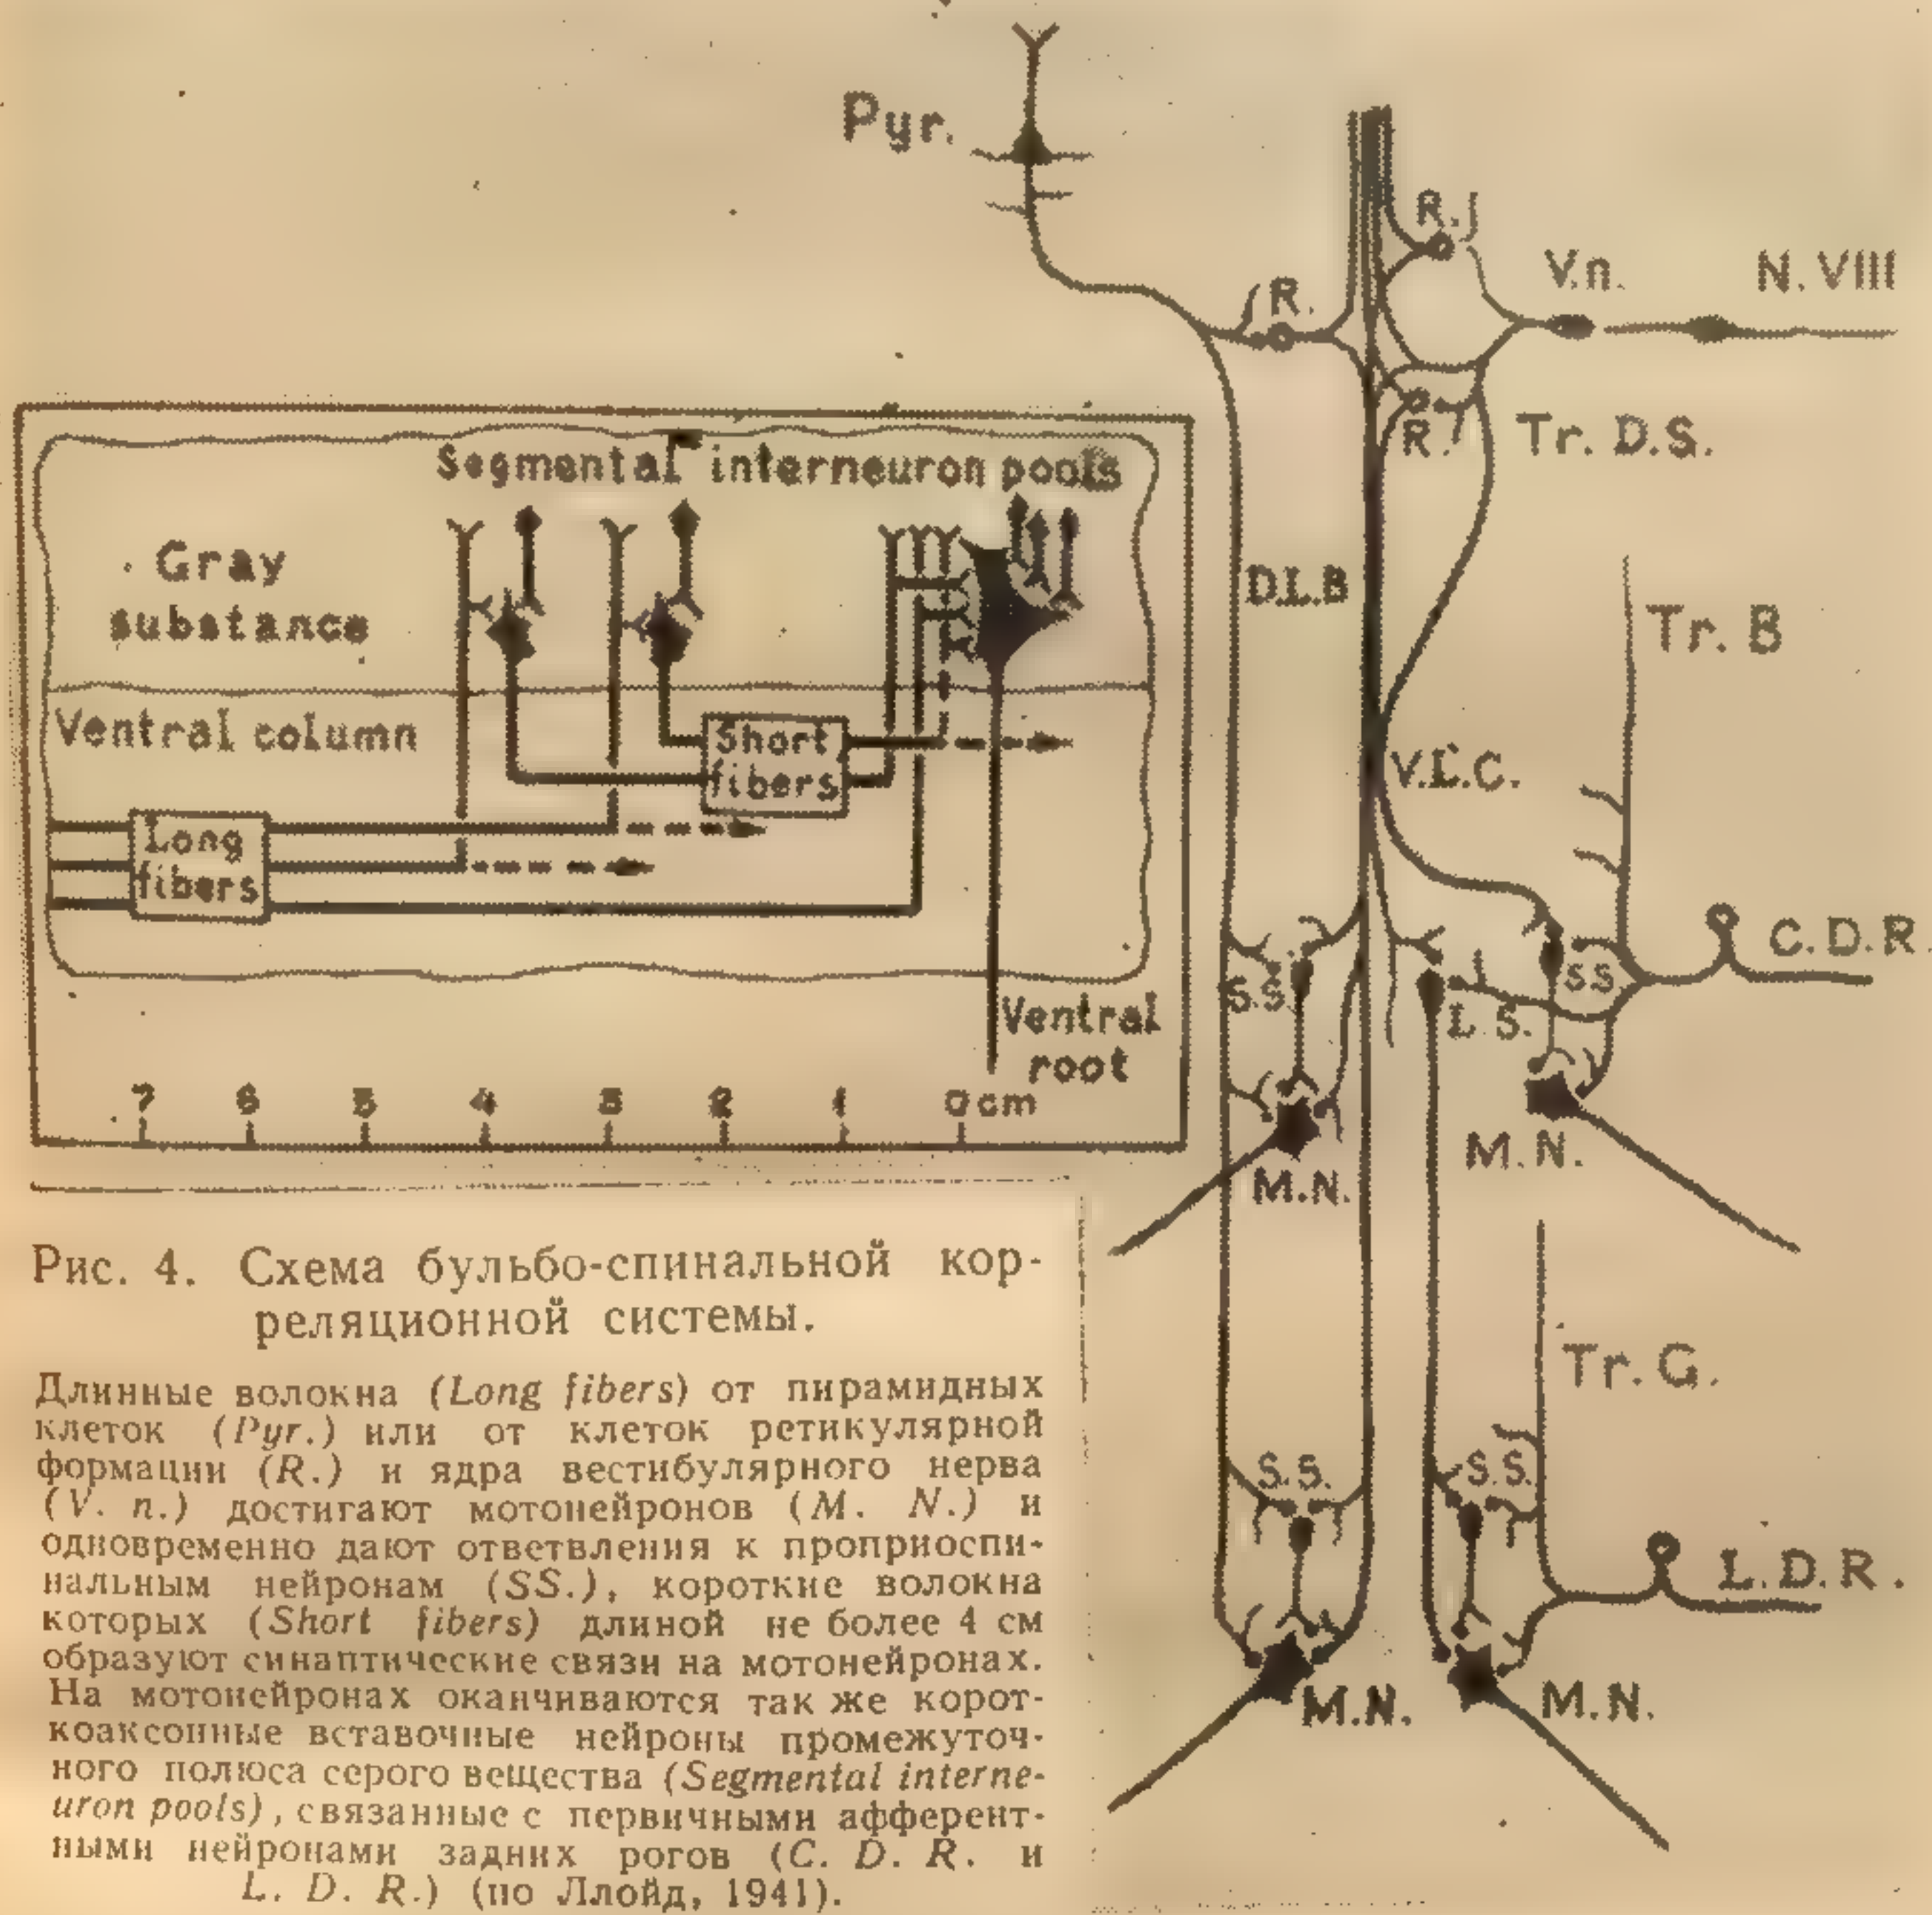 Pyr.
R.
V.n.
N. VIII
R.
R.
Tr. D.S.
Segmental interneuron pools
Gray
substance
Ventral column
Short
fibers
Long
fibers
Ventral
root
7 6 5 4 3 2 1 0 cm
D.L.B
Tr. B
V.L.C.
C. D. R.
S.S.
S.S.
L.S.
M.N.
M.N.
Tr. G.
S.S.
S.S.
L.D.R.
M.N.
M.N.
Рис. 4. Схема бульбо-спинальной кор-
реляционной системы.
Длинные волокна (Long fibers) от пирамидных
клеток (Pyr.) или от клеток ретикулярной
формации (R.) и ядра вестибулярного нерва
(V. n.) достигают мотонейронов (M. N.) и
одновременно дают ответвления к проприоспи-
нальным нейронам (SS.), короткие волокна
которых (Short fibers) длиной не более 4 см
образуют синаптические связи на мотонейронах.
На мотонейронах оканчиваются так же корот-
коаксонные вставочные нейроны промежуточ-
ного полюса серого вещества (Segmental interne-
uron pools), связанные с первичными афферент-
ными нейронами задних рогов (C. D. R. и
L. D. R.) (по Ллойд, 1941).